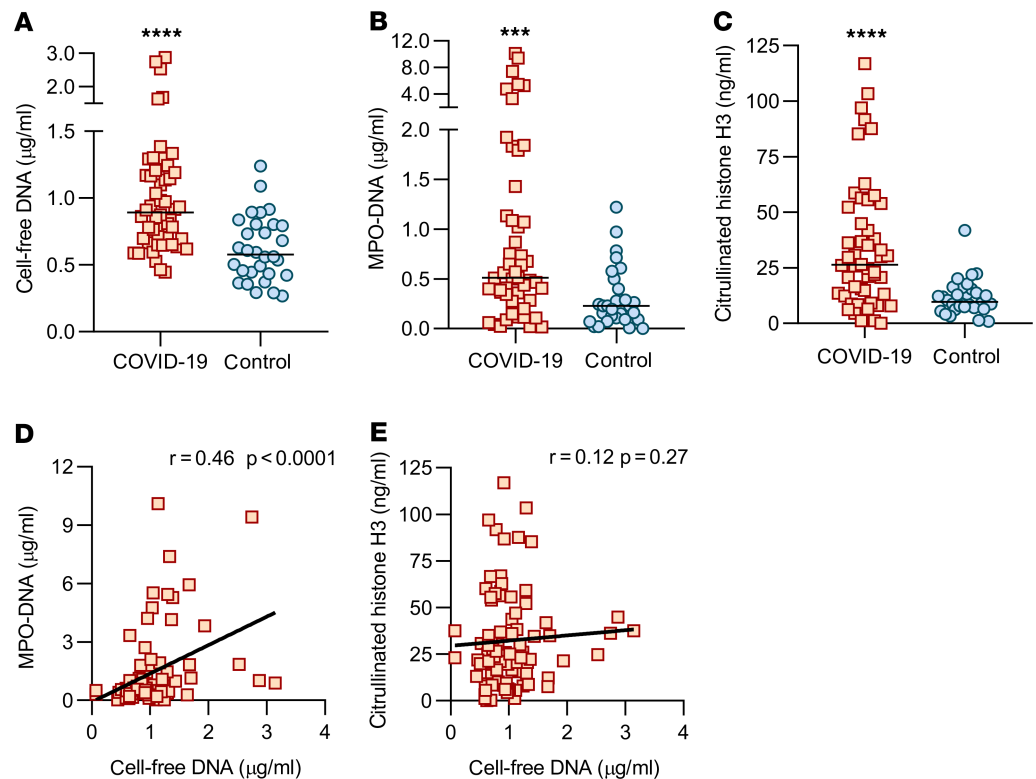 A
****
Cell-free DNA (μg/ml)
3.0
2.0
1.5
1.0
0.5
0.0
COVID-19 Control
B
***
MPO-DNA (μg/ml)
12.0
10.0
8.0
6.0
4.0
2.0
1.5
1.0
0.5
0.0
COVID-19 Control
C
****
Citrullinated histone H3 (ng/ml)
125
100
75
50
25
0
COVID-19 Control
D
r=0.46 p<0.0001
MPO-DNA (μg/ml)
12
9
6
3
0
0 1 2 3 4
Cell-free DNA (μg/ml)
E
r=0.12 p=0.27
Citrullinated histone H3 (ng/ml)
125
100
75
50
25
0
0 1 2 3 4
Cell-free DNA (μg/ml)